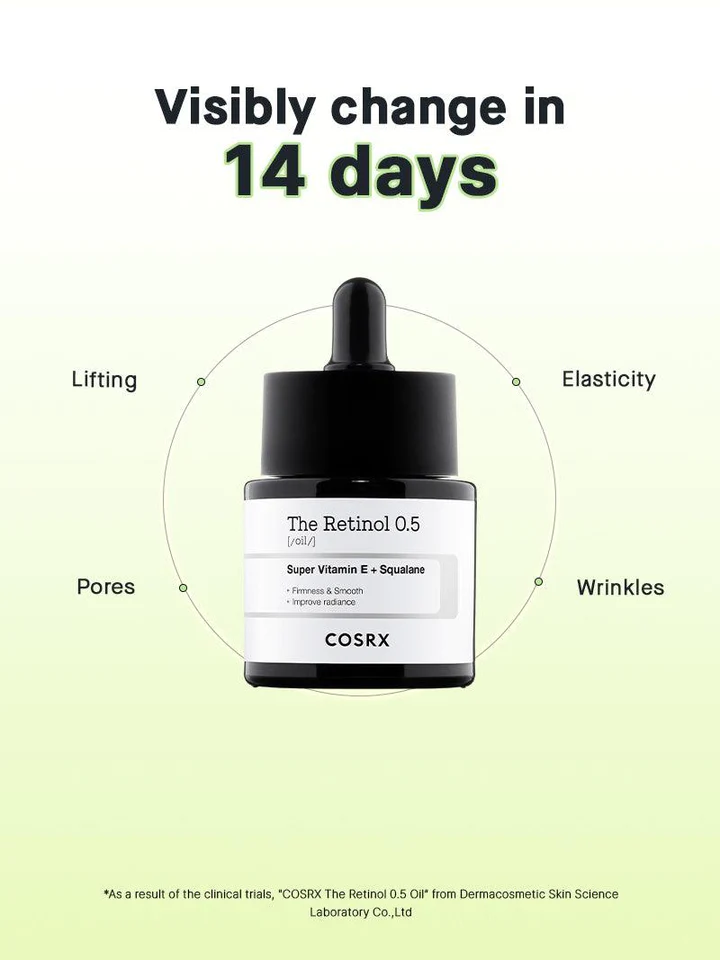 Visibly change in
14 days
Lifting
Elasticity
The Retinol 0.5
[/oil/]
Super Vitamin E + Squalane
• Firmness & Smooth
• Improve radiance
COSRX
Pores
Wrinkles
*As a result of the clinical trials, "COSRX The Retinol 0.5 Oil" from Dermacosmetic Skin Science
Laboratory Co.,Ltd